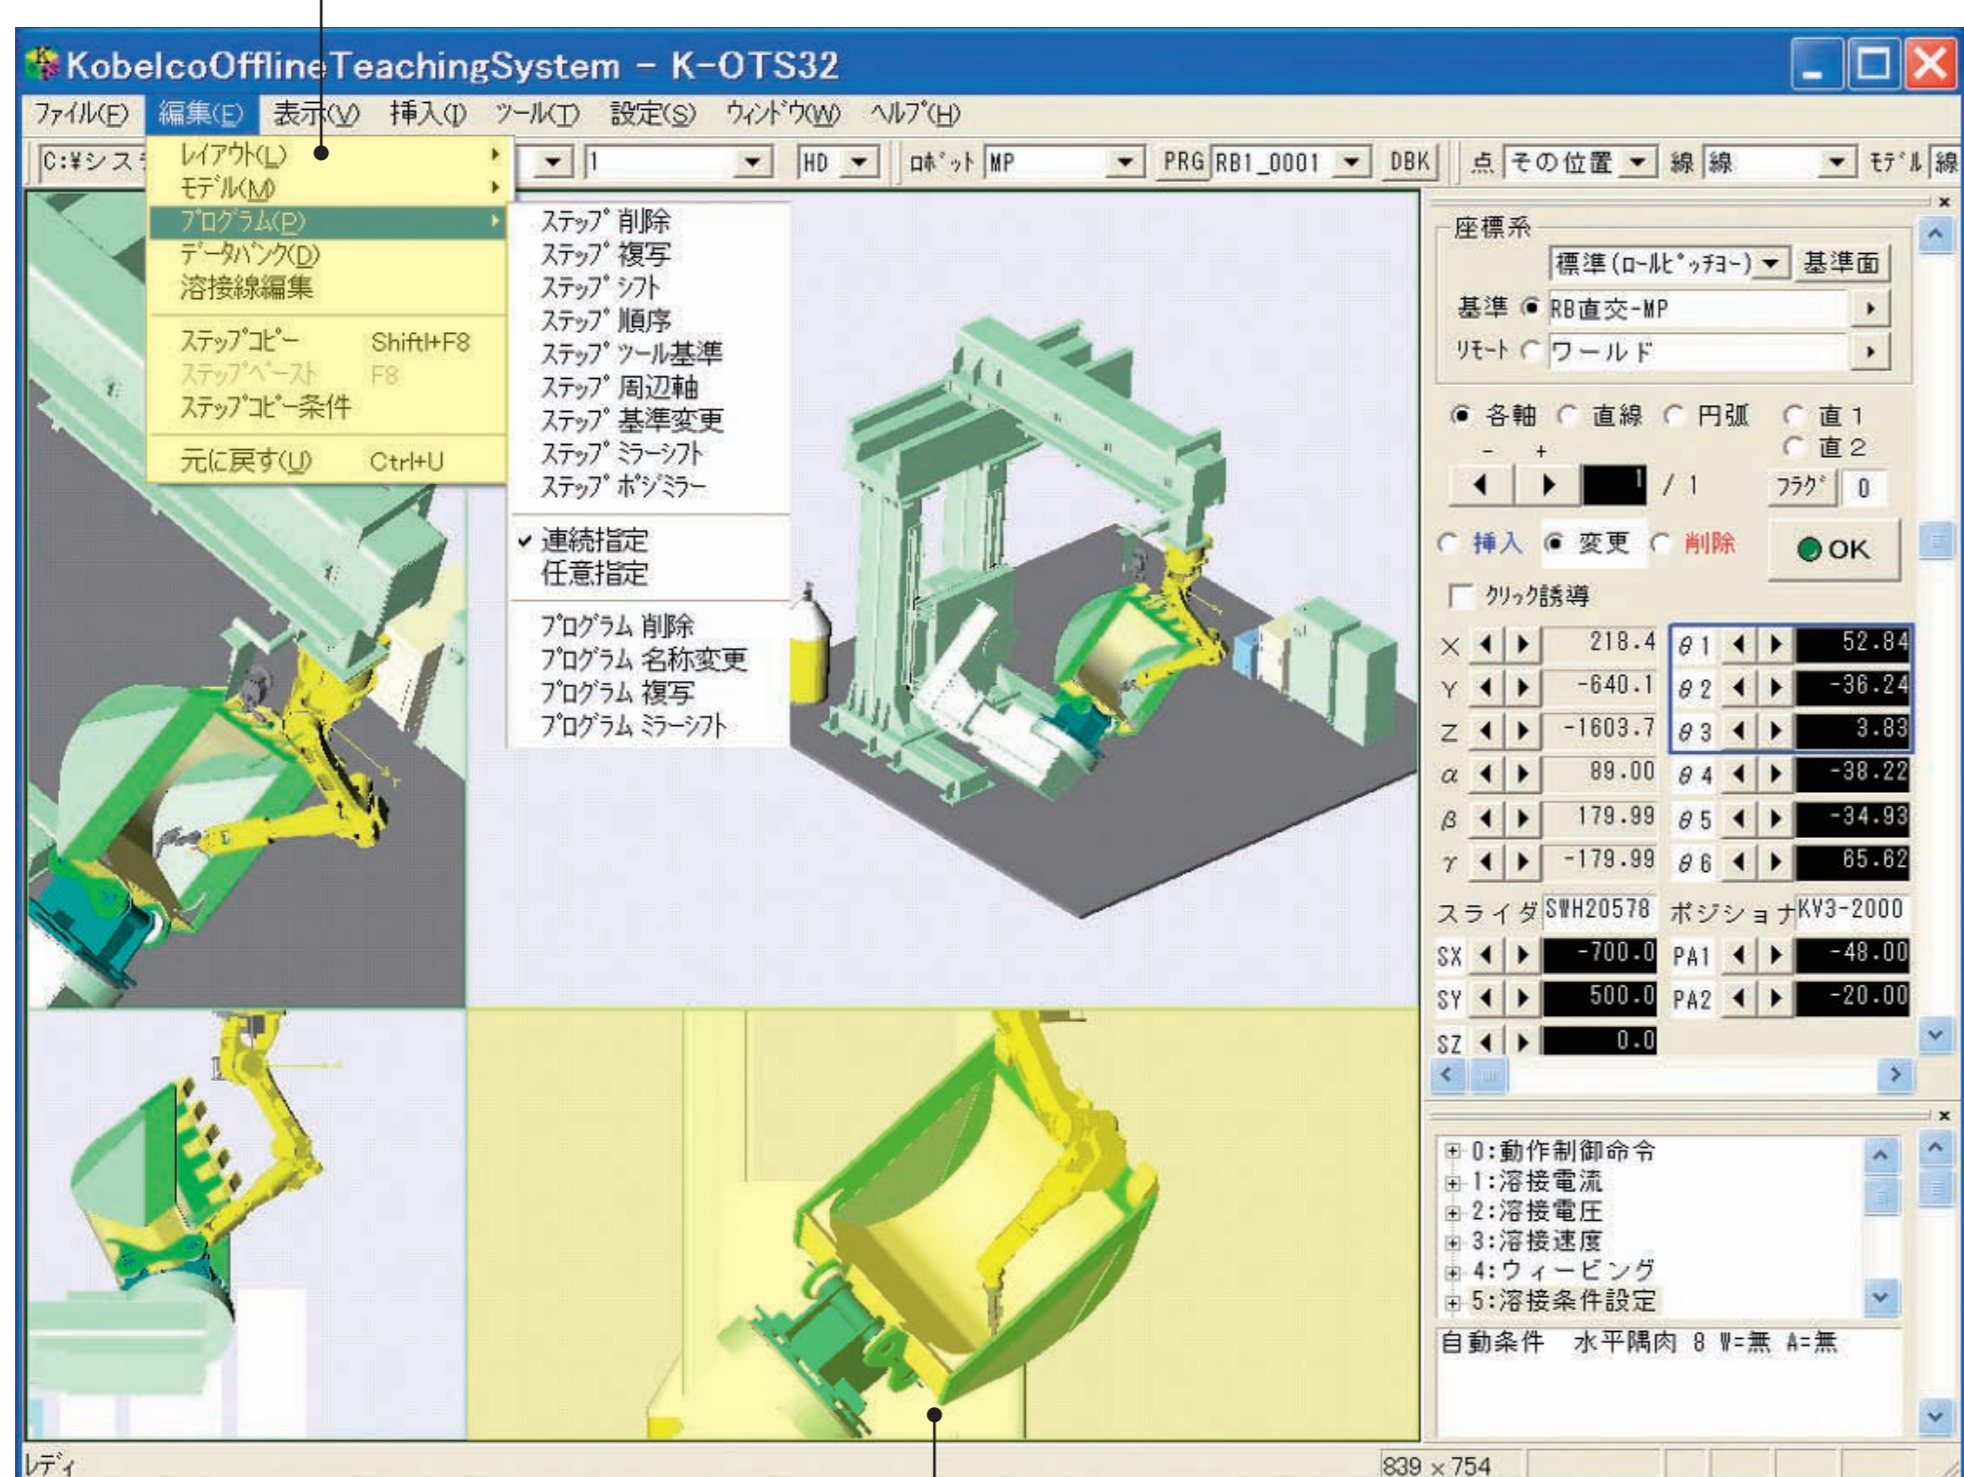 KobelcoOfflineTeachingSystem - K-OTS32
ファイル(F) 編集(E) 表示(V) 挿入(I) ツール(T) 設定(S) ウィンドウ(W) ヘルプ(H)
C:¥シス 1 HD ロボット MP PRG RB1_0001 DBK 点 その位置 線 線 モデル 線
レイアウト(L)
モデル(M)
プログラム(P)
データバンク(D)
溶接線編集
ステップコピー Shift+F8
ステップペースト F8
ステップコピー条件
元に戻す(U) Ctrl+U
ステップ 削除
ステップ 複写
ステップ シフト
ステップ 順序
ステップ ツール基準
ステップ 周辺軸
ステップ 基準変更
ステップ ミラーシフト
ステップ ポジミラー
連続指定
任意指定
プログラム 削除
プログラム 名称変更
プログラム 複写
プログラム ミラーシフト
座標系
標準(ロールピッチヨー) 基準面
基準 RB直交-MP
リモート ワールド
各軸 直線 円弧 直1
直2
- +
1 / 1 フラグ 0
挿入 変更 削除 OK
クリック誘導
X 218.4 θ1 52.84
Y -640.1 θ2 -36.24
Z -1603.7 θ3 3.83
α 89.00 θ4 -38.22
β 179.99 θ5 -34.93
γ -179.99 θ6 65.62
スライダ SWH20578 ポジショナ KV3-2000
SX -700.0 PA1 -48.00
SY 500.0 PA2 -20.00
SZ 0.0
0:動作制御命令
1:溶接電流
2:溶接電圧
3:溶接速度
4:ウィービング
5:溶接条件設定
自動条件 水平隅肉 8 W=無 A=無
レディ 839 x 754